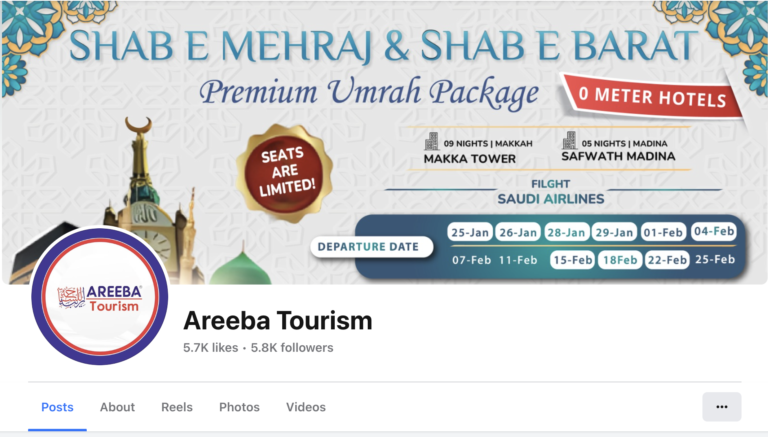 SHAB E MEHRAJ & SHAB E BARAT
Premium Umrah Package
0 METER HOTELS
SEATS
ARE
LIMITED!
09 NIGHTS | MAKKAH
MAKKA TOWER
05 NIGHTS | MADINA
SAFWATH MADINA
FILGHT
SAUDI AIRLINES
DEPARTURE DATE
25-Jan 26-Jan 28-Jan 29-Jan 01-Feb 04-Feb
07-Feb 11-Feb 15-Feb 18Feb 22-Feb 25-Feb
AREEBA
Tourism
Areeba Tourism
5.7K likes • 5.8K followers
Posts About Reels Photos Videos